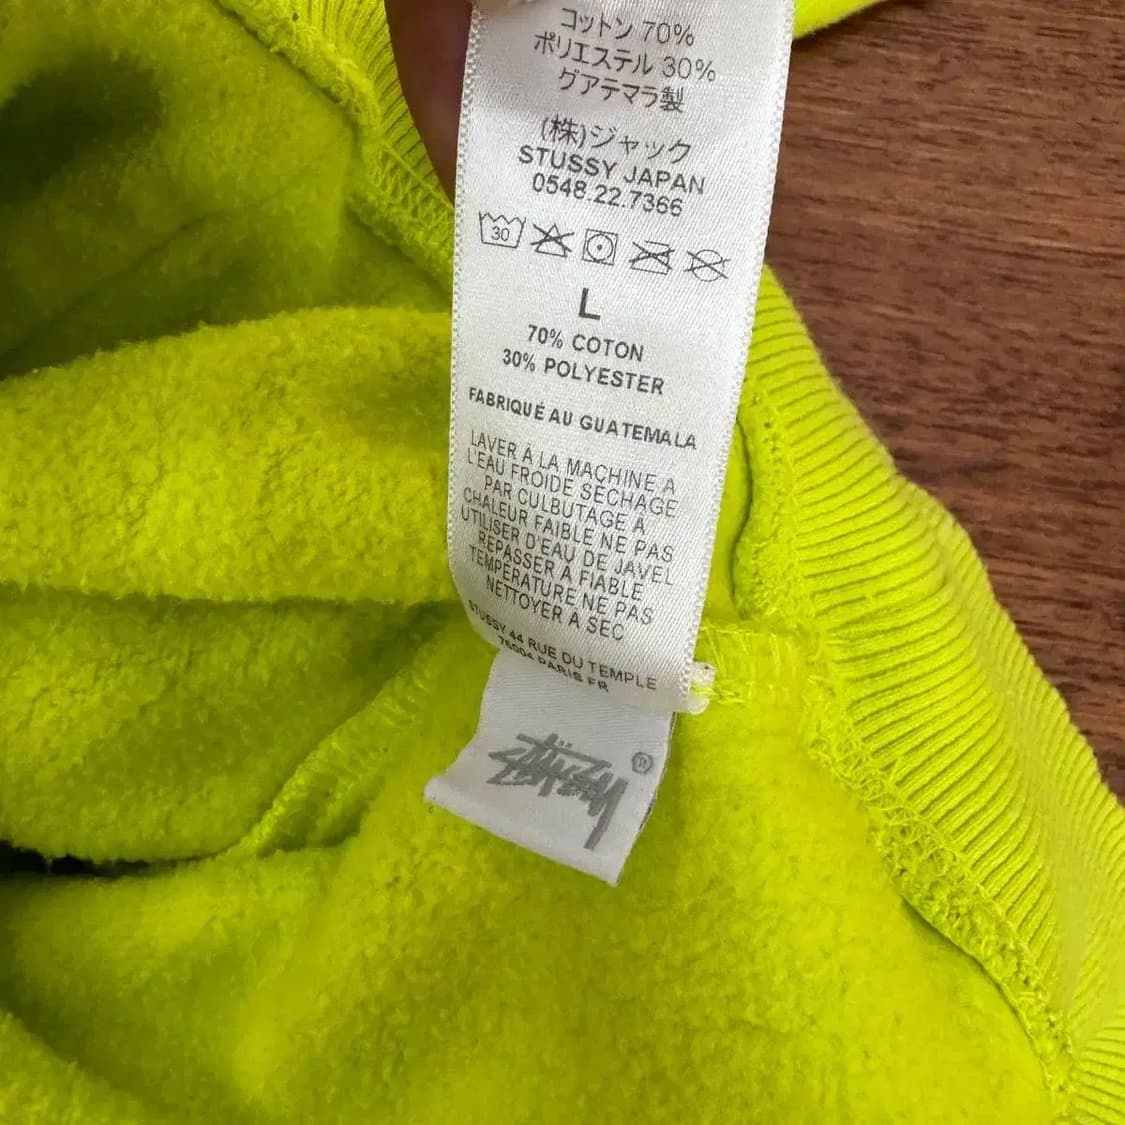 コットン 70%
ポリエステル 30%
グアテマラ製
(株)ジャック
STUSSY JAPAN
0548.22.7366
30
L
70% COTON
30% POLYESTER
FABRIQUÉ AU GUATEMALA
LAVER À LA MACHINE A
L'EAU FROIDE SÉCHAGE
PAR CULBUTAGE A
CHALEUR FAIBLE NE PAS
UTILISER D'EAU DE JAVEL
REPASSER A FIABLE
TEMPÉRATURE NE PAS
NETTOYER A SEC
STUSSY 44 RUE DU TEMPLE
75004 PARIS FR
STÜSSY ®